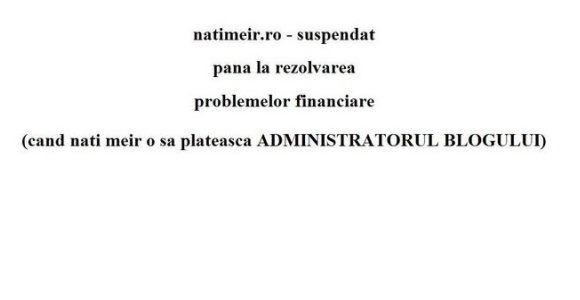 natimeir.ro - suspendat
pana la rezolvarea
problemelor financiare
(cand nati meir o sa plateasca ADMINISTRATORUL BLOGULUI)